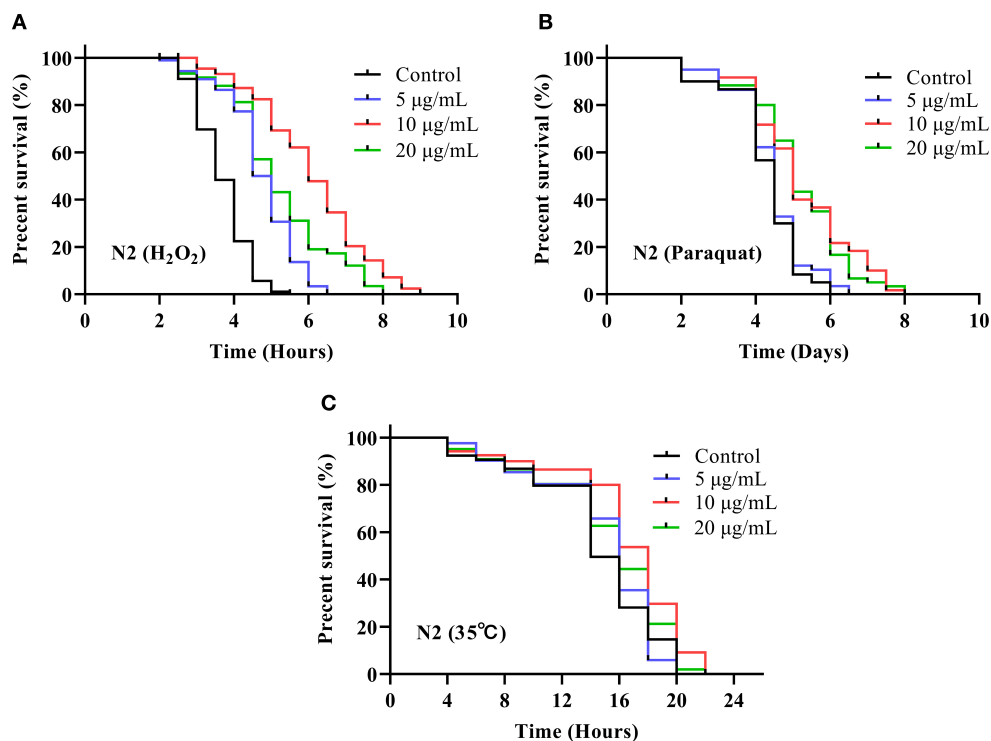 A
Precent survival (%)
100
80
60
40
20
0
0 2 4 6 8 10
Time (Hours)
N2 (H₂O₂)
Control
5 μg/mL
10 μg/mL
20 μg/mL
B
Precent survival (%)
100
80
60
40
20
0
0 2 4 6 8 10
Time (Days)
N2 (Paraquat)
Control
5 μg/mL
10 μg/mL
20 μg/mL
C
Precent survival (%)
100
80
60
40
20
0
0 4 8 12 16 20 24
Time (Hours)
N2 (35℃)
Control
5 μg/mL
10 μg/mL
20 μg/mL